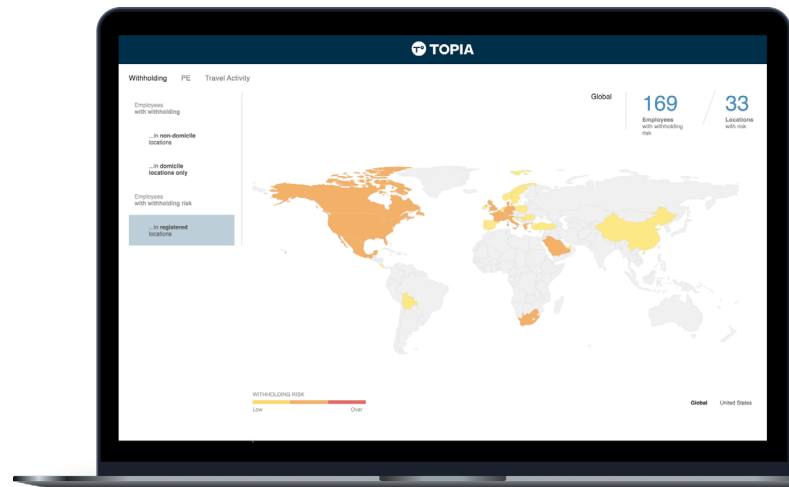 TOPIA
Withholding PE Travel Activity
Employees
with withholding
...in non-domicile
locations
...in domicile
locations only
Employees
with withholding risk
...in registered
locations
Global
169
Employees
with withholding
risk
33
Locations
with risk
WITHHOLDING RISK
Low Over
Global United States